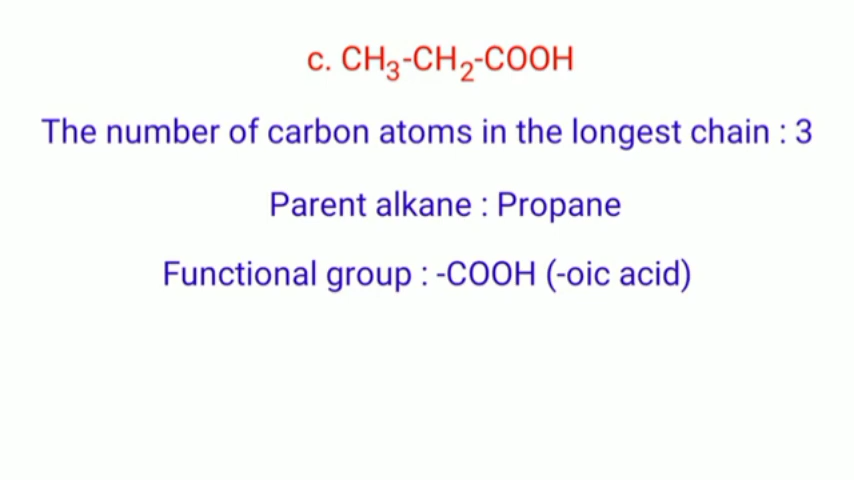 c. CH₃-CH₂-COOH
The number of carbon atoms in the longest chain : 3
Parent alkane : Propane
Functional group : -COOH (-oic acid)